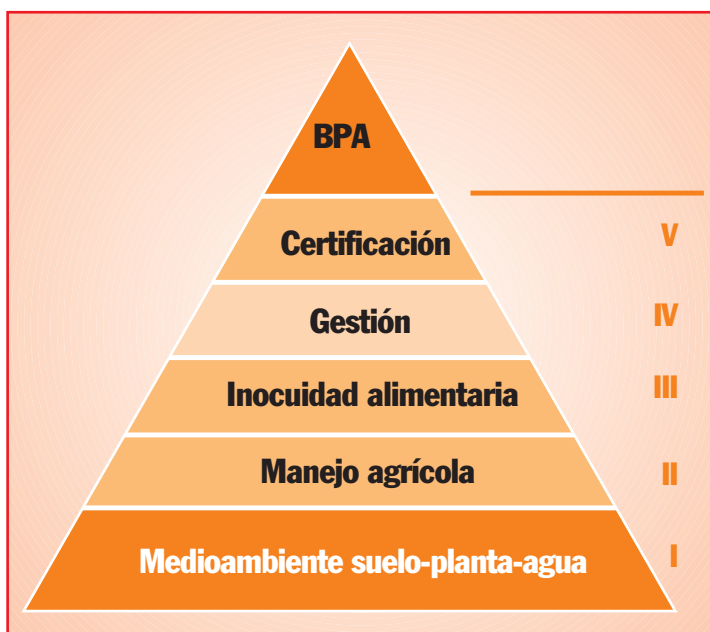 BPA
Certificación V
Gestión IV
Inocuidad alimentaria III
Manejo agrícola II
Medioambiente suelo-planta-agua I